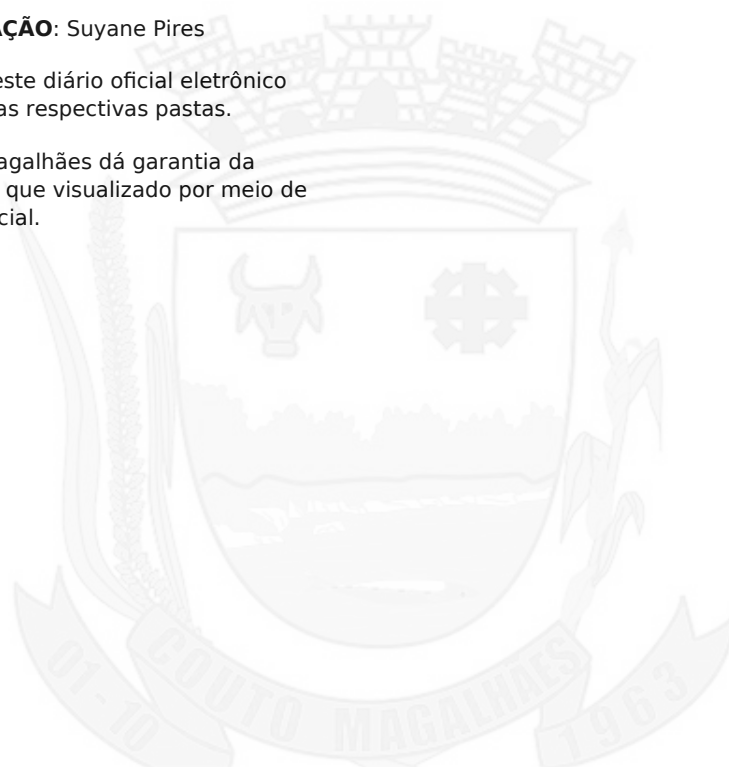 AÇÃO: Suyane Pires
este diário oficial eletrônico
as respectivas pastas.
agalhães dá garantia da
que visualizado por meio de
cial.
01-10 COUTO MAGALHÃES 1963